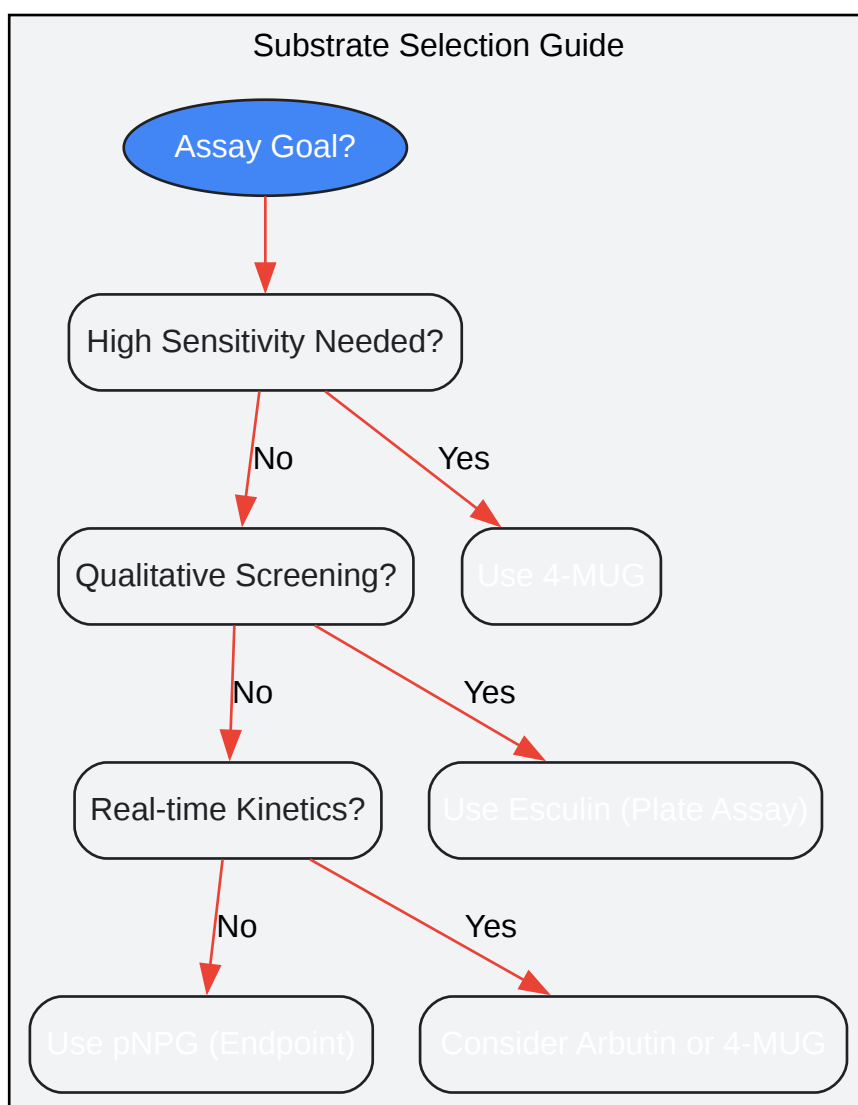 Substrate Selection Guide
Assay Goal?
High Sensitivity Needed?
No
Yes
Qualitative Screening?
Use 4-MUG
No
Yes
Real-time Kinetics?
Use Esculin (Plate Assay)
No
Yes
Use pNPG (Endpoint)
Consider Arbutin or 4-MUG